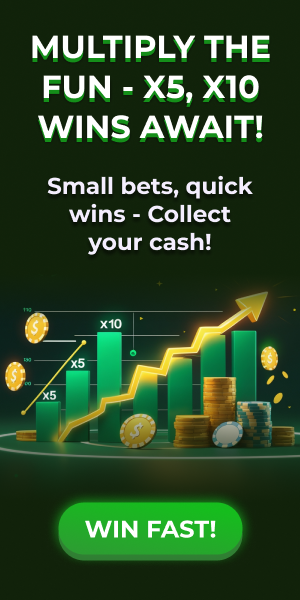 MULTIPLY THE
FUN - X5, X10
WINS AWAIT!
Small bets, quick
wins - Collect
your cash!
x10
x5
x5
WIN FAST!